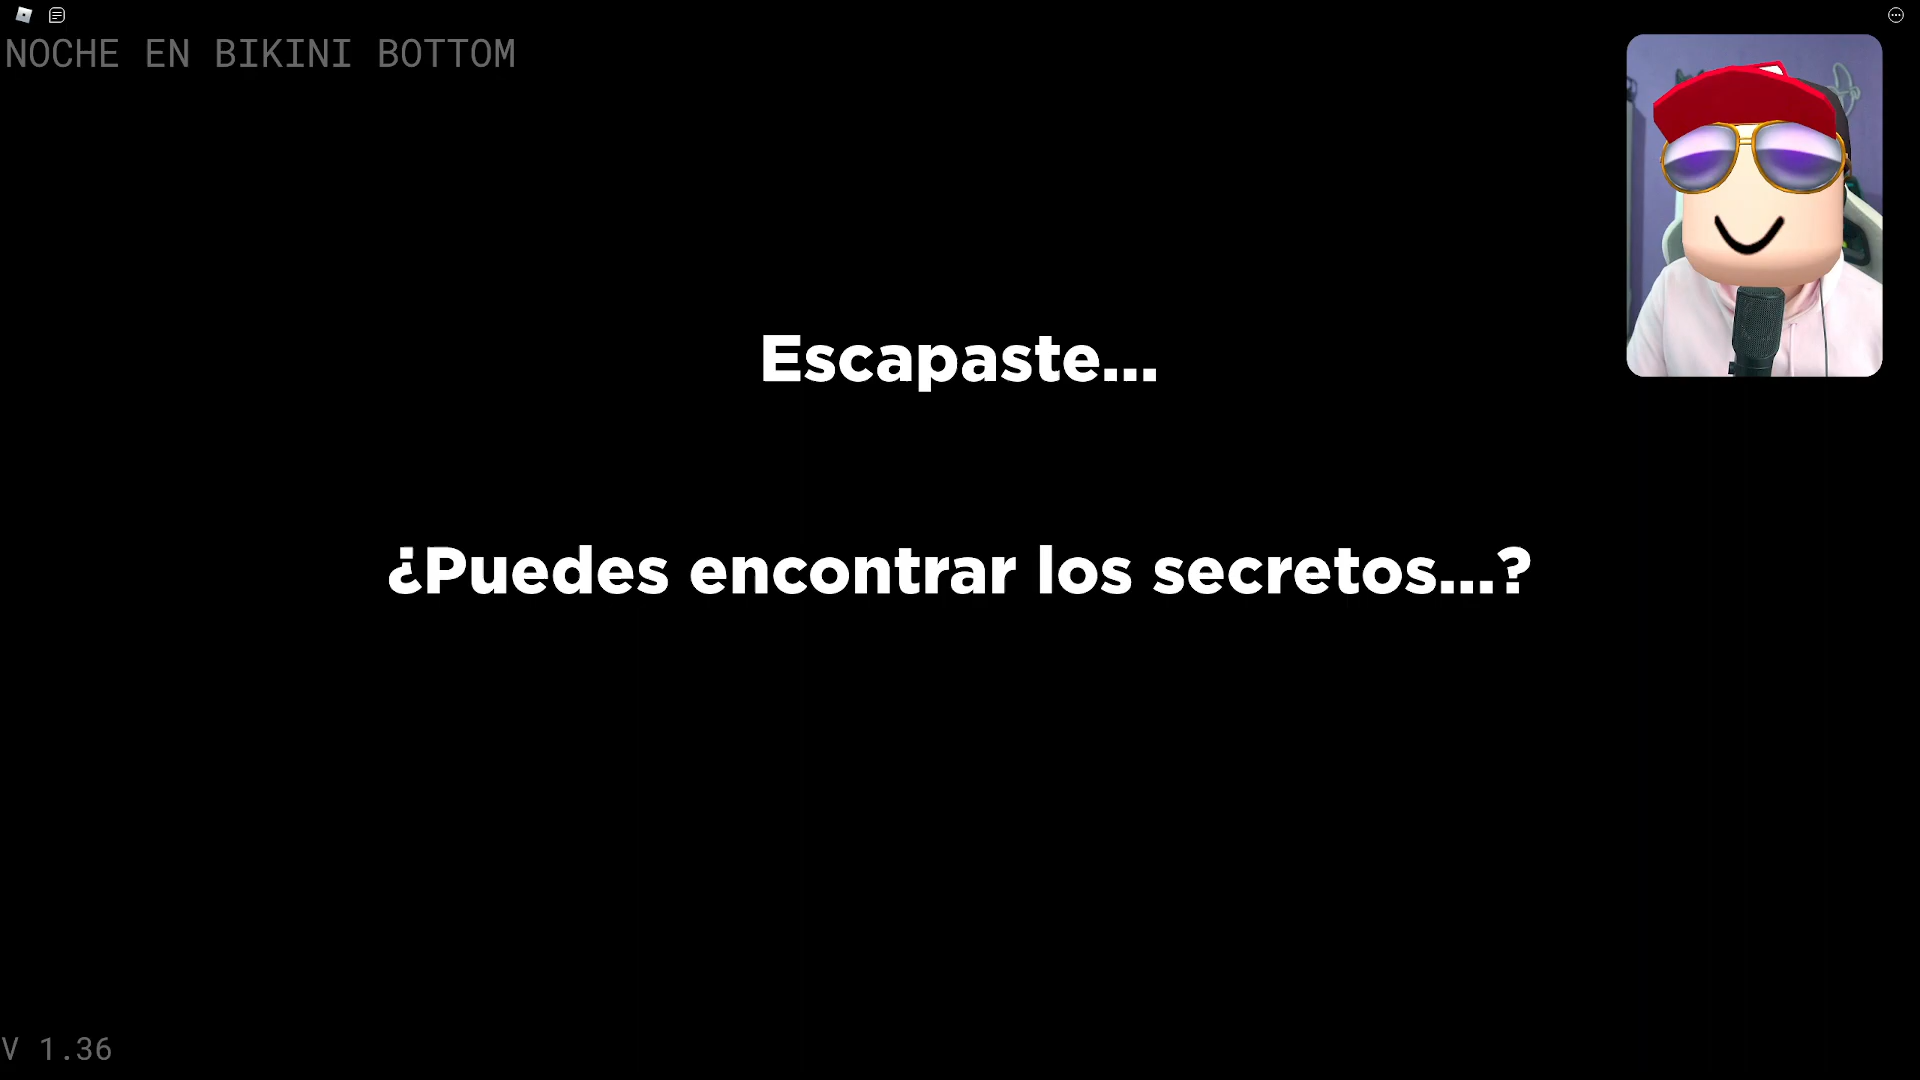 NOCHE EN BIKINI BOTTOM
Escapaste...
¿Puedes encontrar los secretos...?
V 1.36